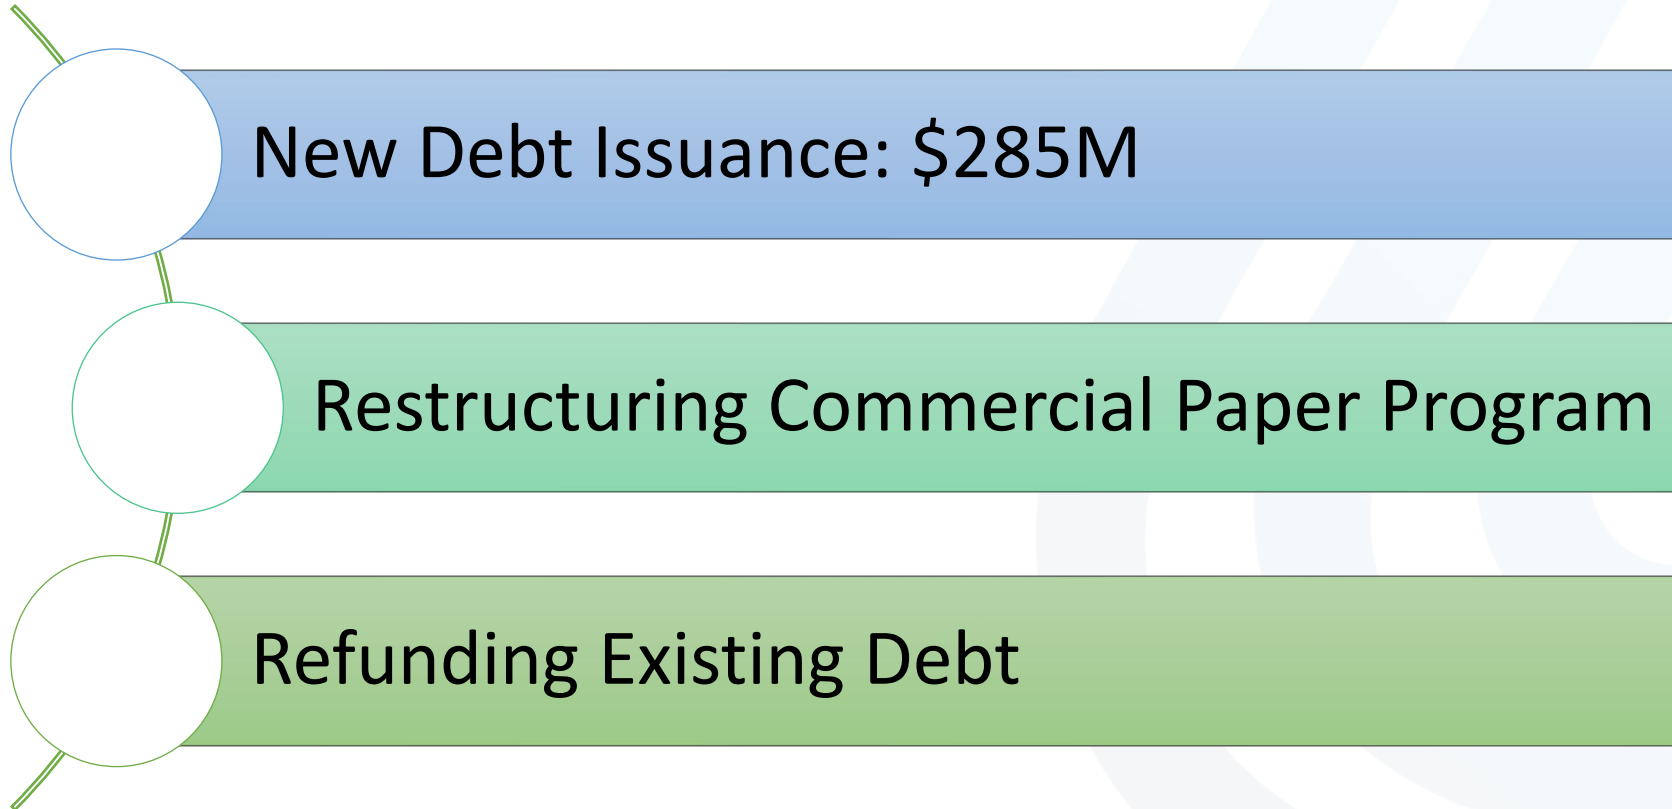 New Debt Issuance: $285M
Restructuring Commercial Paper Program
Refunding Existing Debt